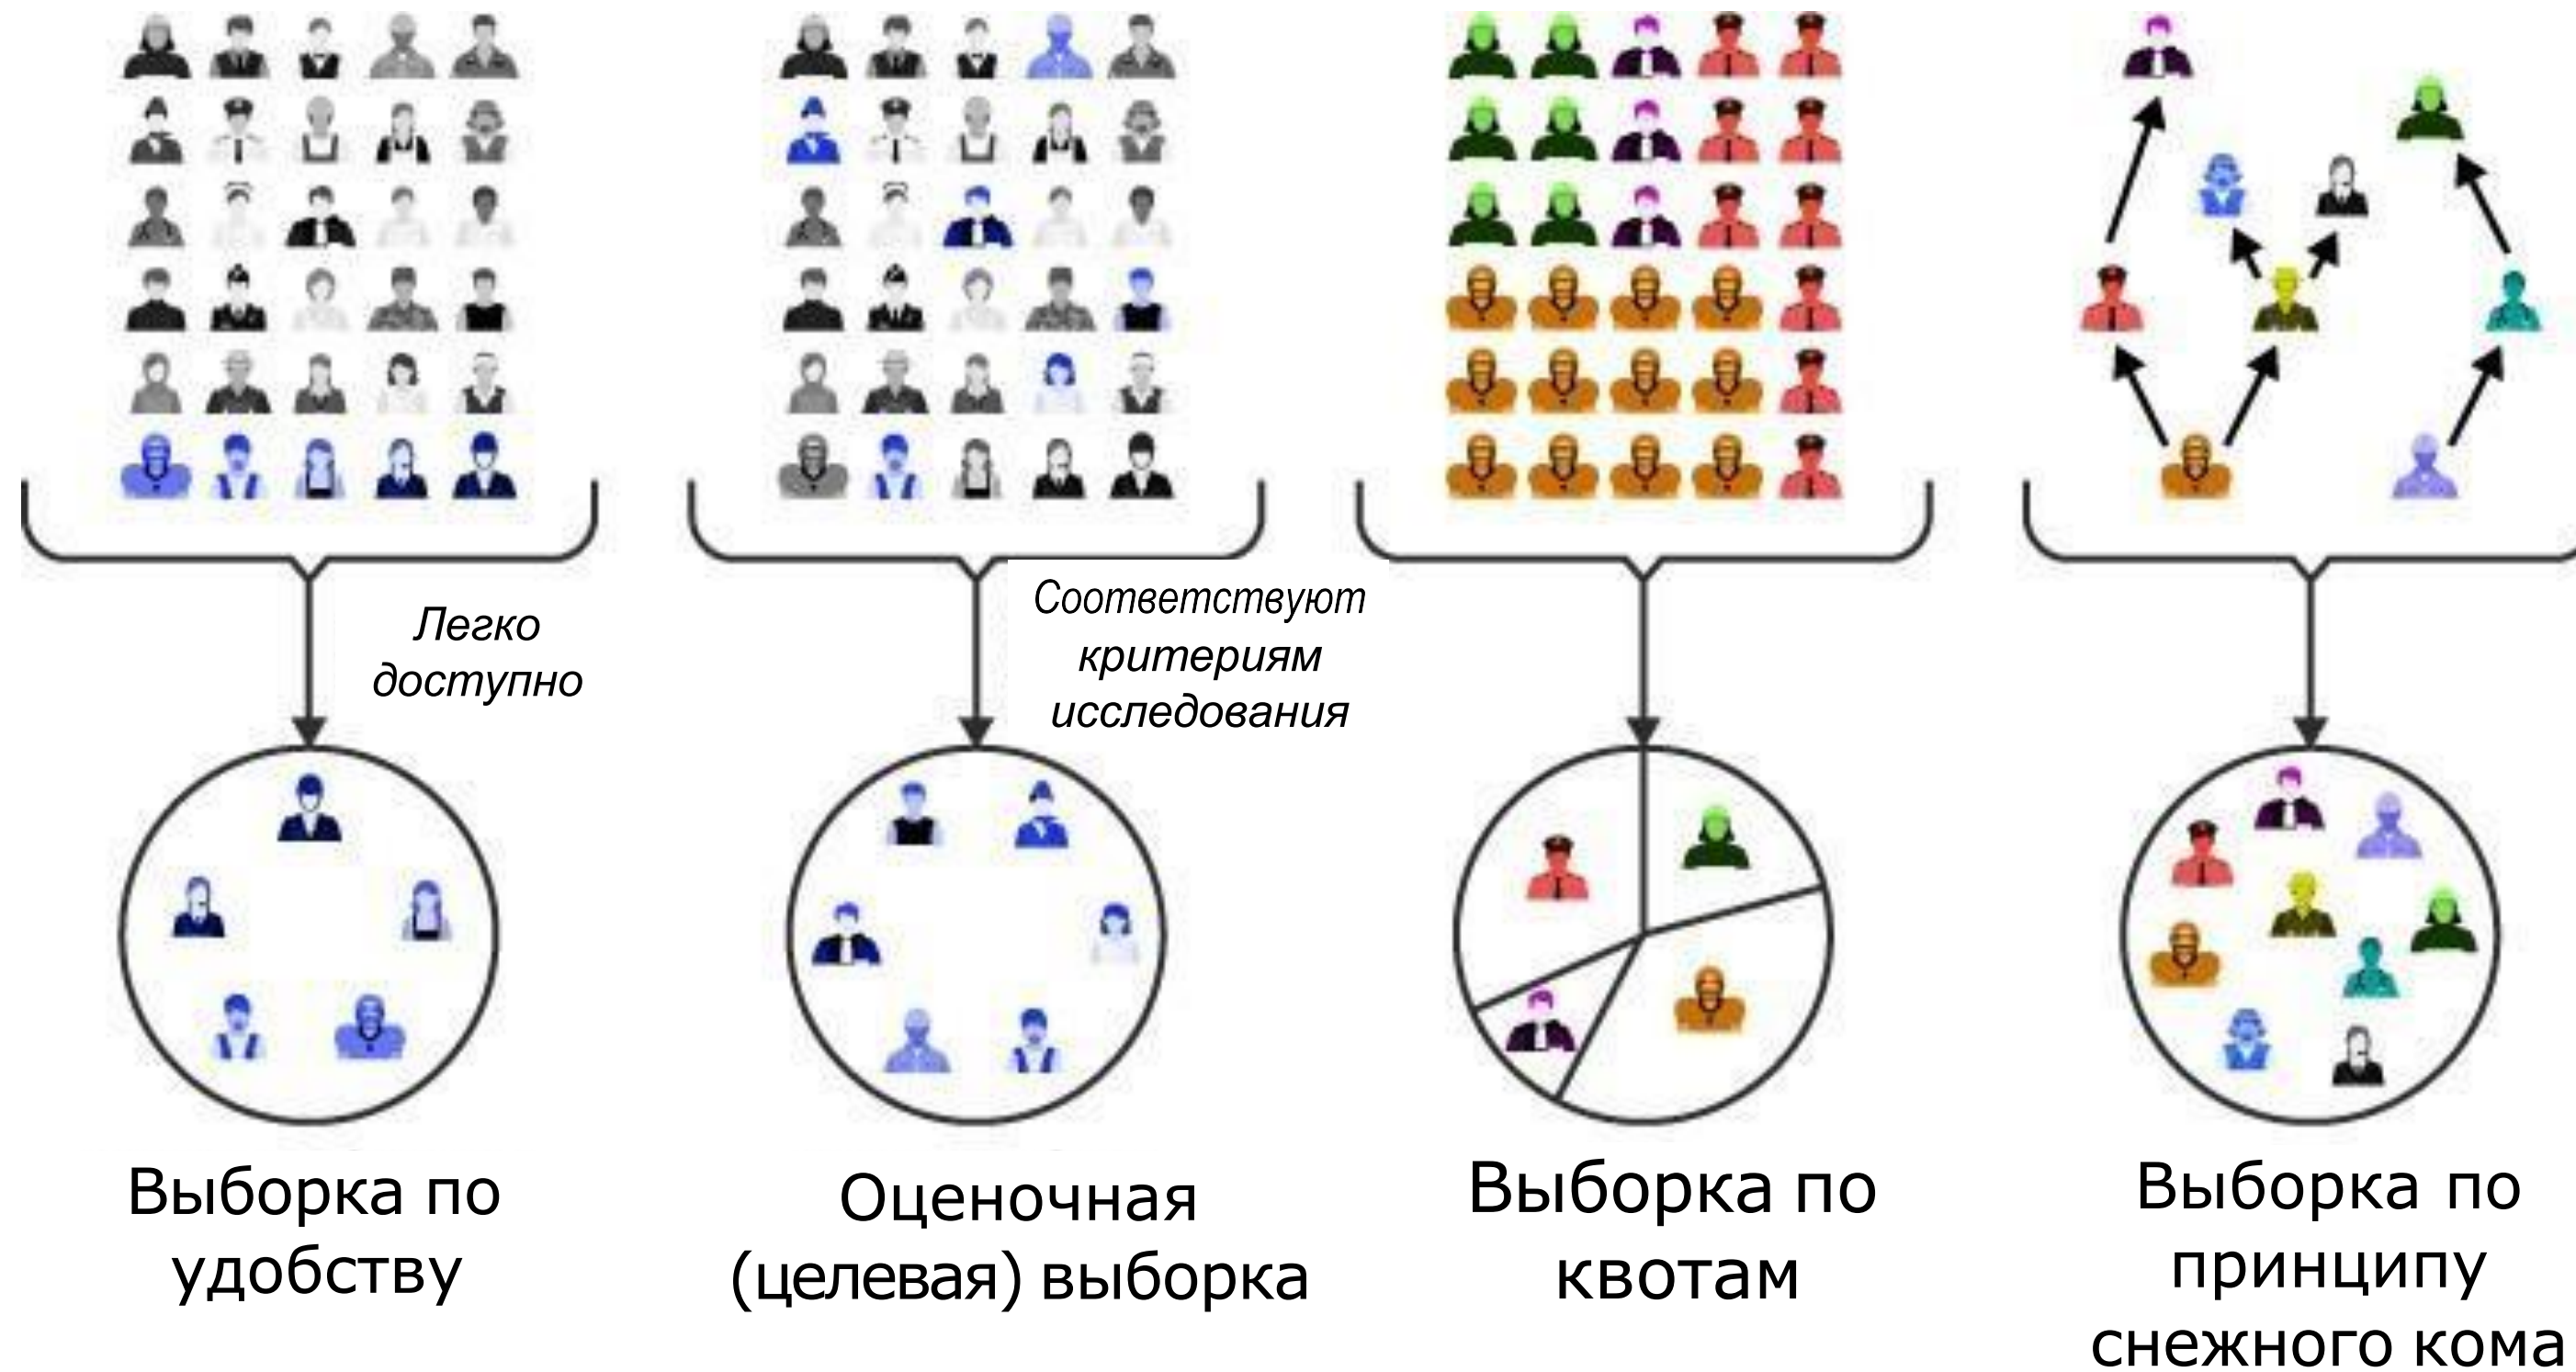 Легко
доступно
Соответствуют
критериям
исследования
Выборка по
удобству
Оценочная
(целевая) выборка
Выборка по
квотам
Выборка по
принципу
снежного кома